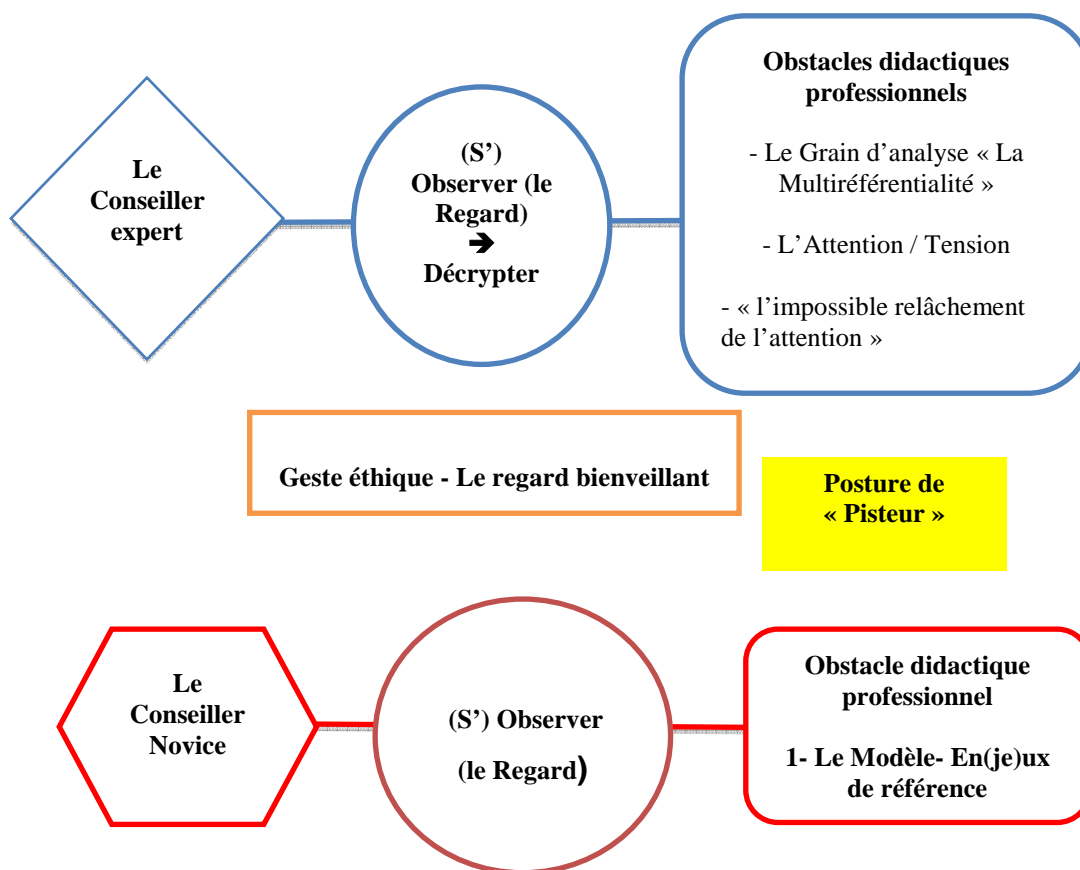 Le
Conseiller
expert
(S’)
Observer (le
Regard)
➔
Décrypter
Obstacles didactiques
professionnels
- Le Grain d’analyse « La
Multiréférentialité »
- L’Attention / Tension
- « l’impossible relâchement
de l’attention »
Geste éthique - Le regard bienveillant
Posture de
« Pisteur »
Le
Conseiller
Novice
(S’) Observer
(le Regard)
Obstacle didactique
professionnel
1- Le Modèle- En(je)ux
de référence